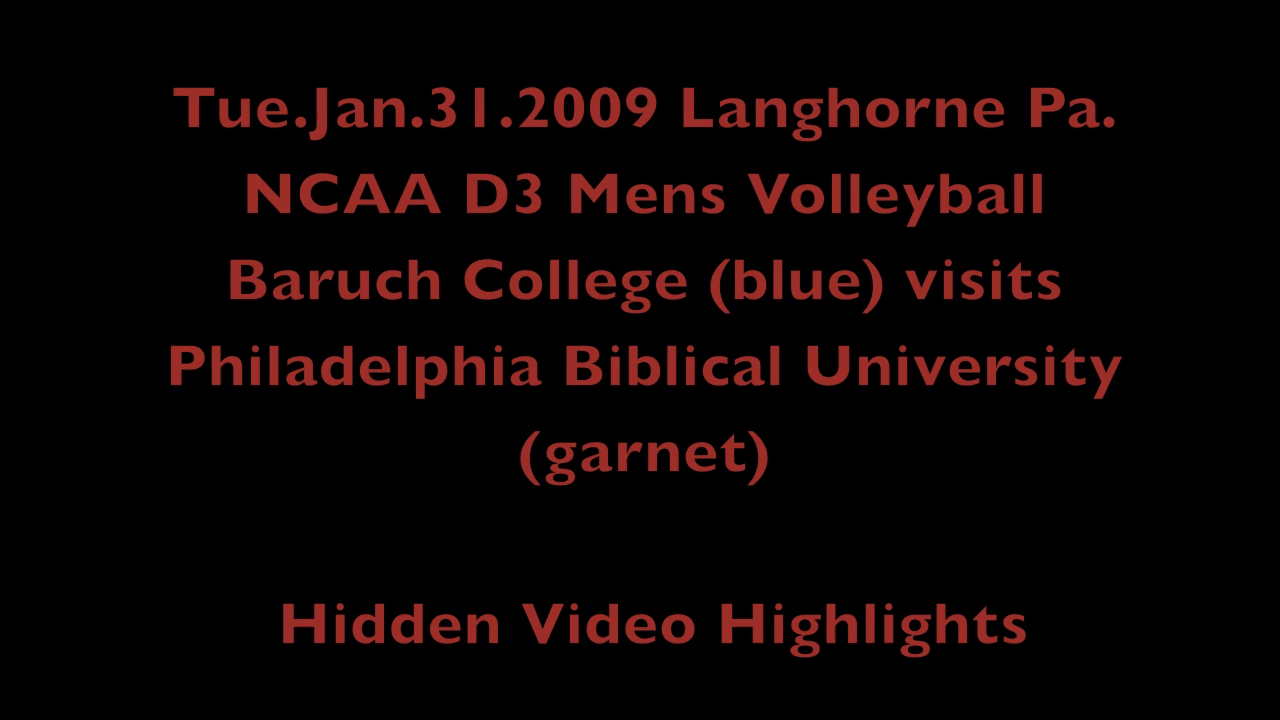 Tue.Jan.31.2009 Langhorne Pa.
NCAA D3 Mens Volleyball
Baruch College (blue) visits
Philadelphia Biblical University
(garnet)
Hidden Video Highlights